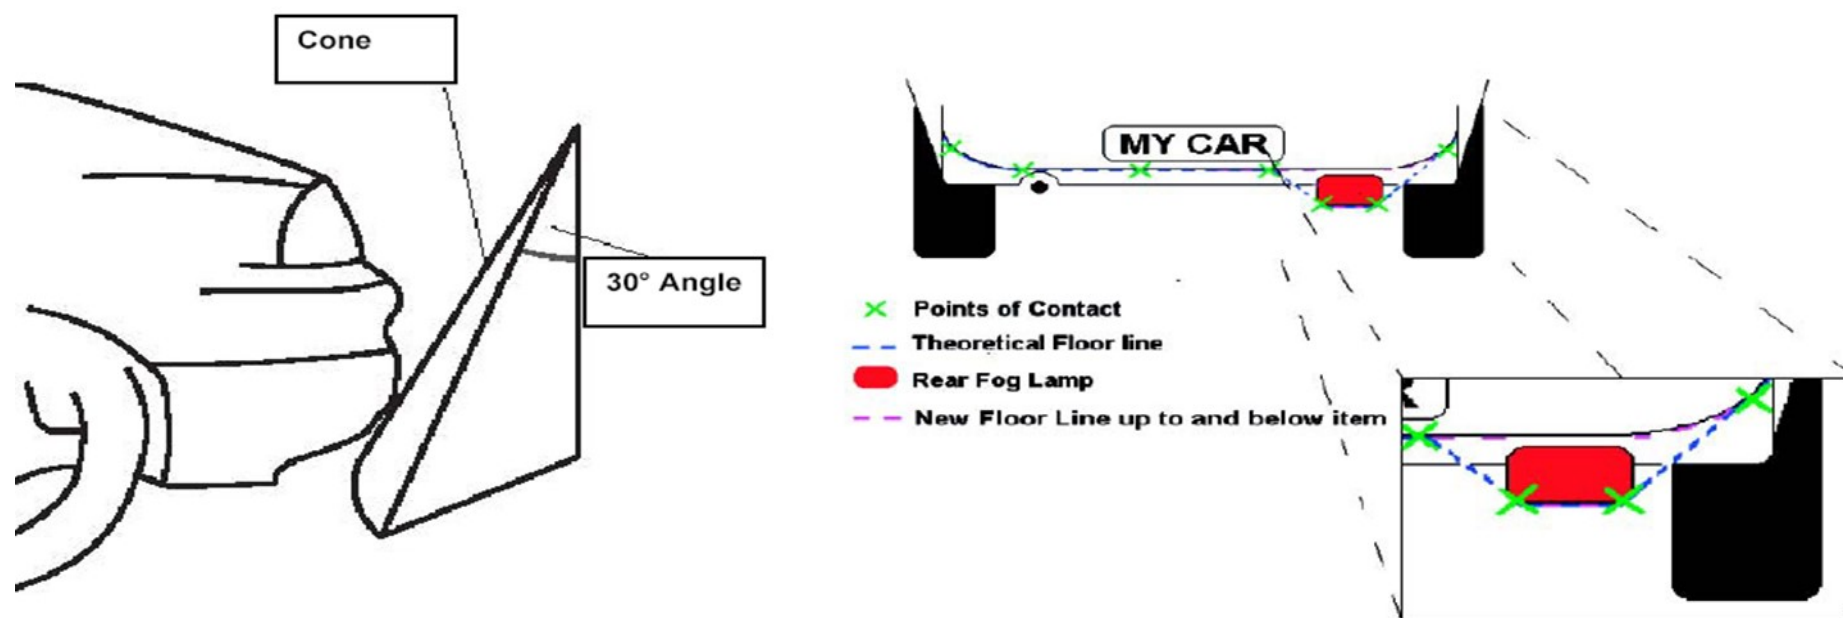 Cone
30° Angle
MY CAR
Points of Contact
Theoretical Floor line
Rear Fog Lamp
New Floor Line up to and below item